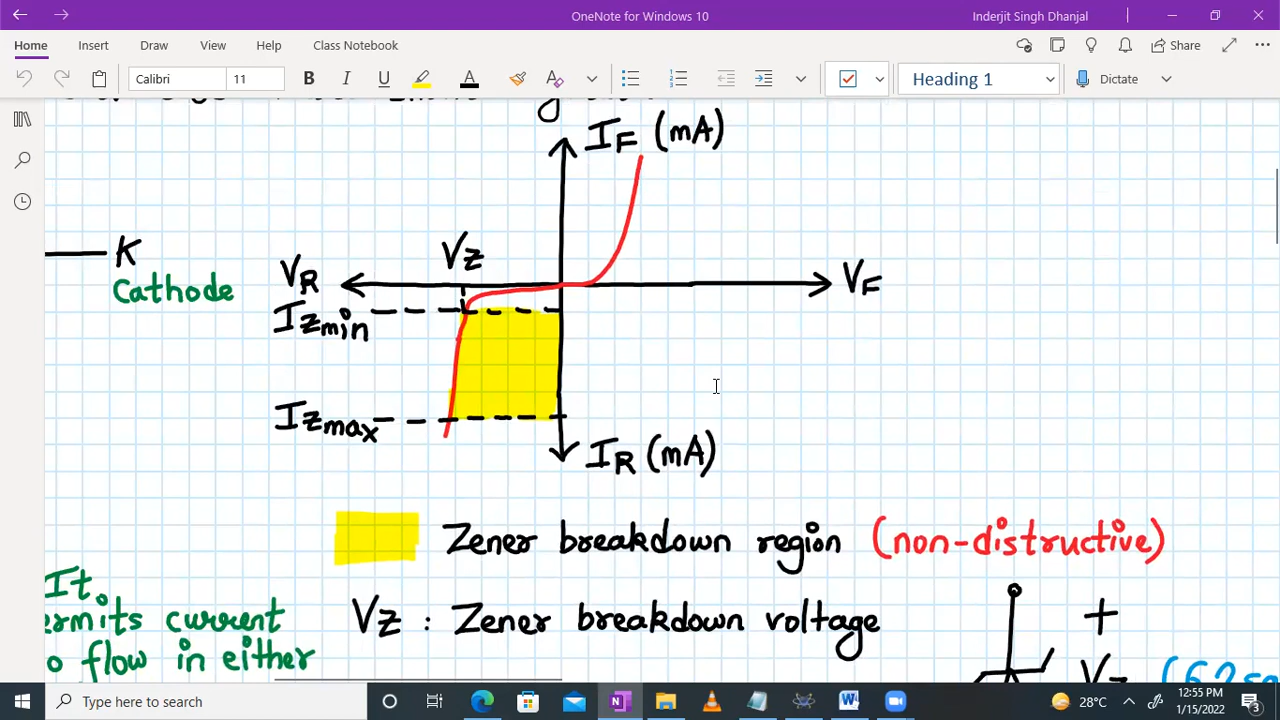 OneNote for Windows 10
Inderjit Singh Dhanjal
Home Insert Draw View Help Class Notebook
Share
Calibri 11 B I U A A Heading 1 Dictate
IF (mA)
K
Cathode
VZ
VR
VF
IZmin
IZmax
IR (mA)
Zener breakdown region (non-distructive)
It
ermits current
o flow in either
VZ : Zener breakdown voltage
+
VZ
Type here to search
28°C
12:55 PM
1/15/2022
3